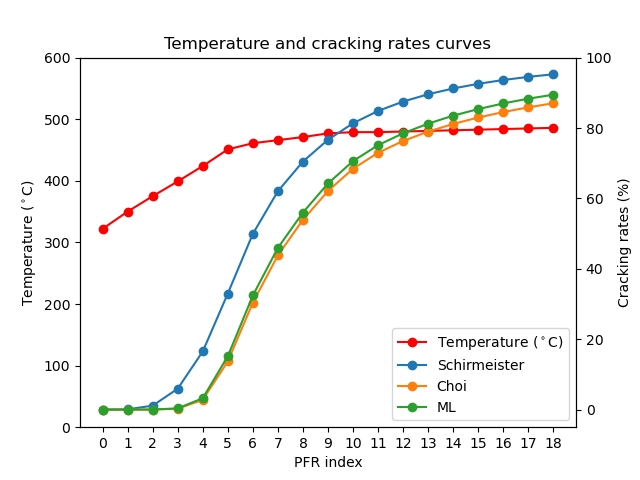 Temperature and cracking rates curves
600
500
400
300
200
100
0
Temperature (°C)
100
80
60
40
20
0
Cracking rates (%)
Temperature (°C)
Schirmeister
Choi
ML
0 1 2 3 4 5 6 7 8 9 10 11 12 13 14 15 16 17 18
PFR index